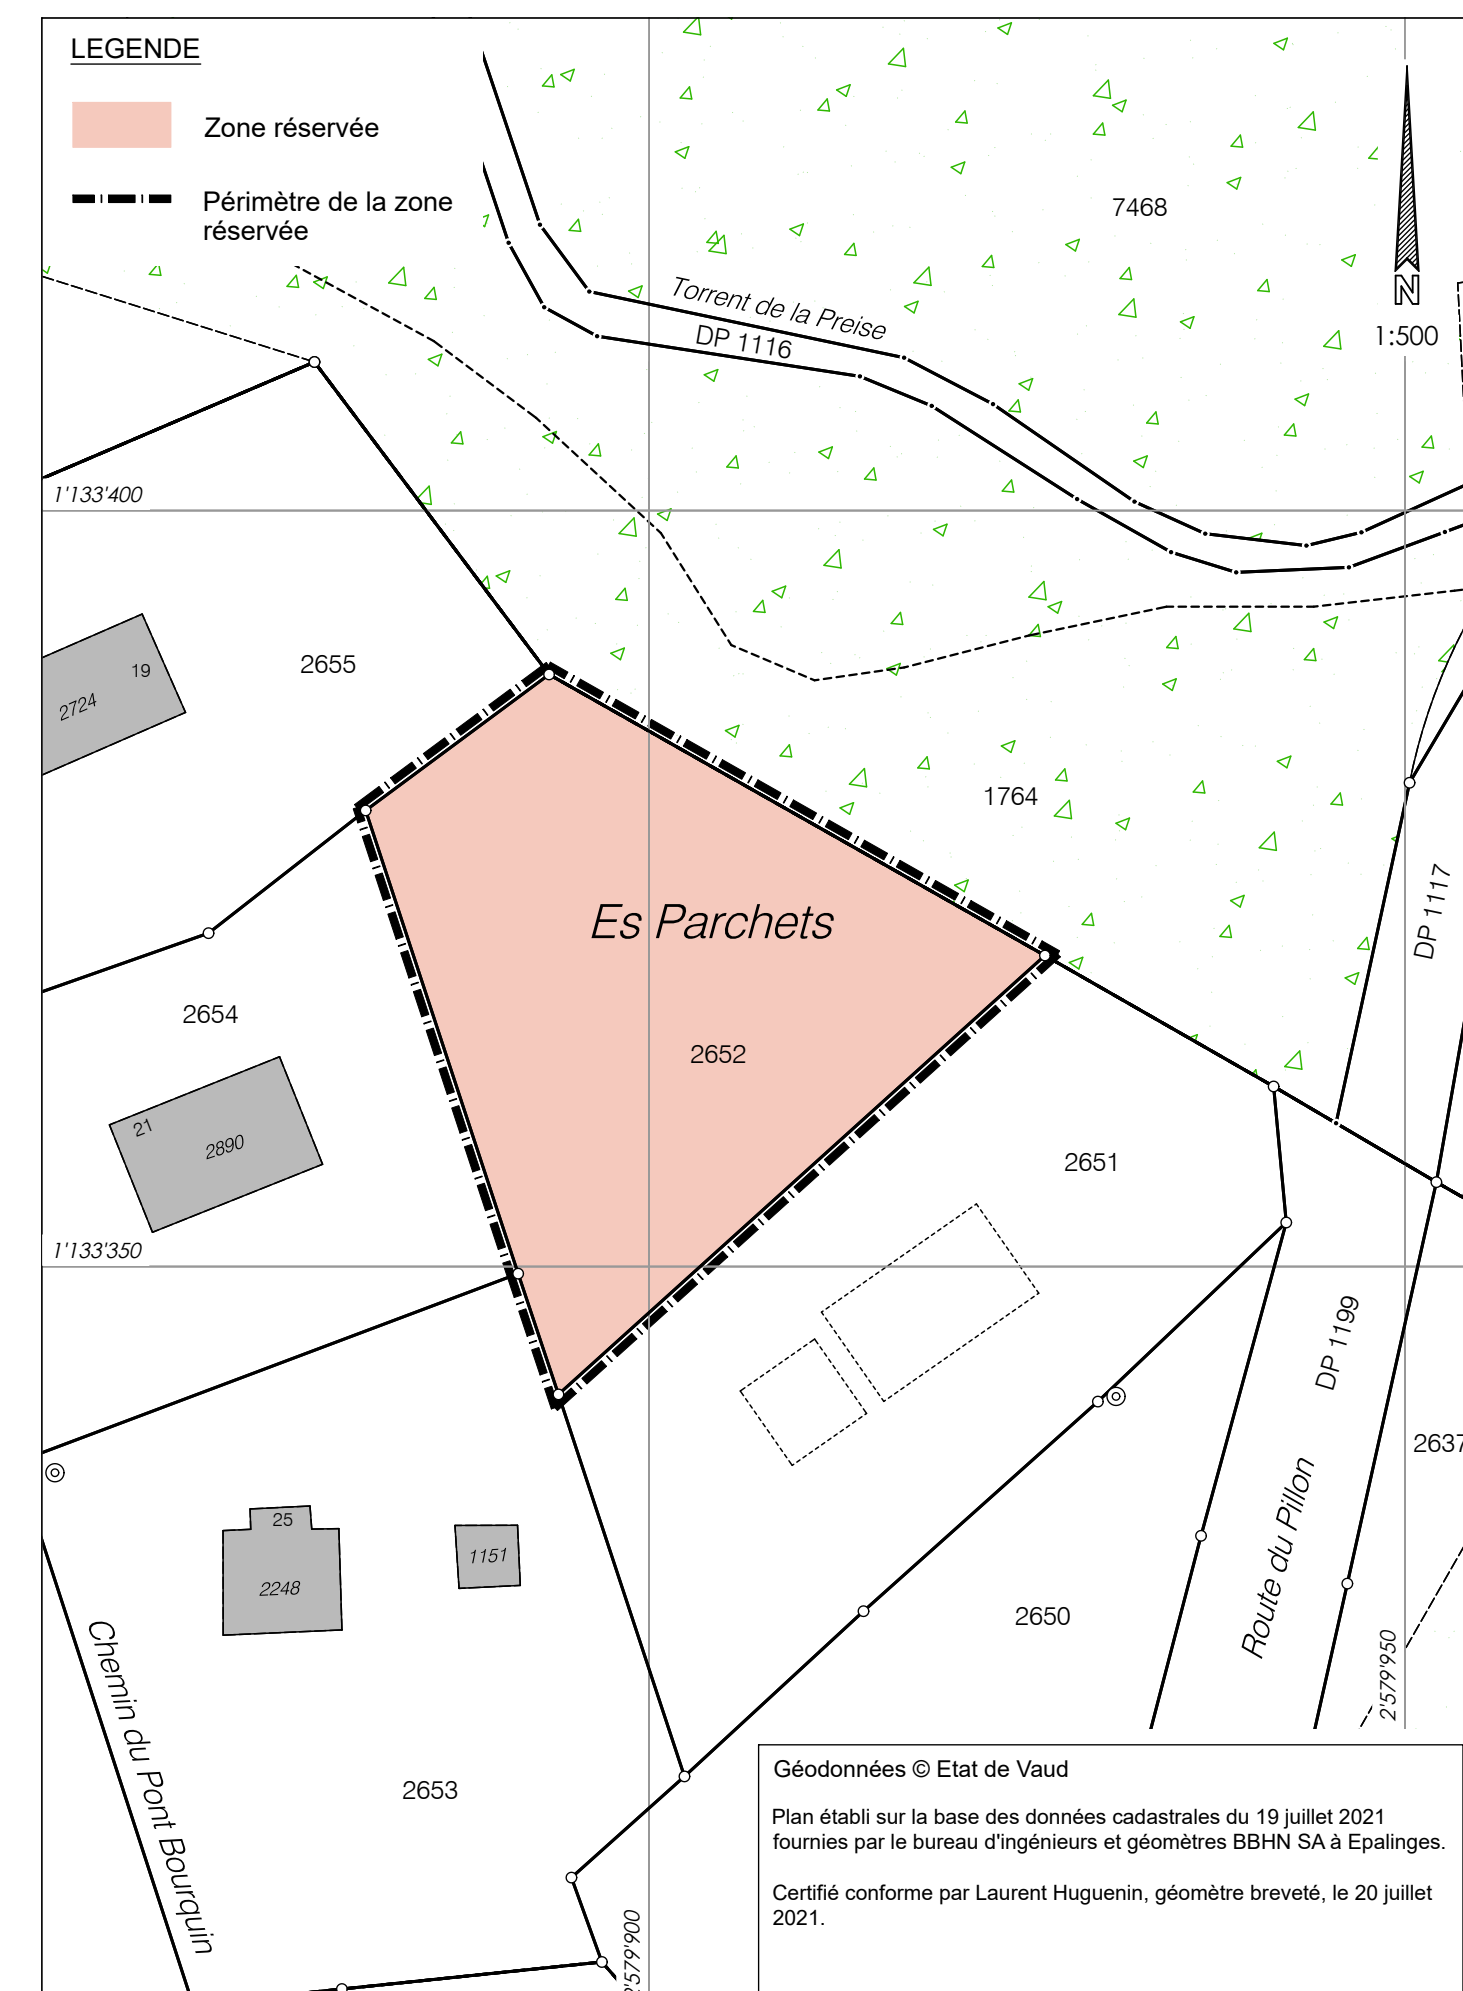 LEGENDE
Zone réservée
Périmètre de la zone
réservée
7468
N
1:500
Torrent de la Preise
DP 1116
1'133'400
2655
19
2724
1764
DP 1117
Es Parchets
2654
2652
21
2890
2651
1'133'350
DP 1199
2637
25
2248
1151
Route du Pillon
2650
2'579'950
Chemin du Pont Bourquin
2653
'579'900
Géodonnées © Etat de Vaud
Plan établi sur la base des données cadastrales du 19 juillet 2021
fournies par le bureau d'ingénieurs et géomètres BBHN SA à Epalinges.
Certifié conforme par Laurent Huguenin, géomètre breveté, le 20 juillet
2021.